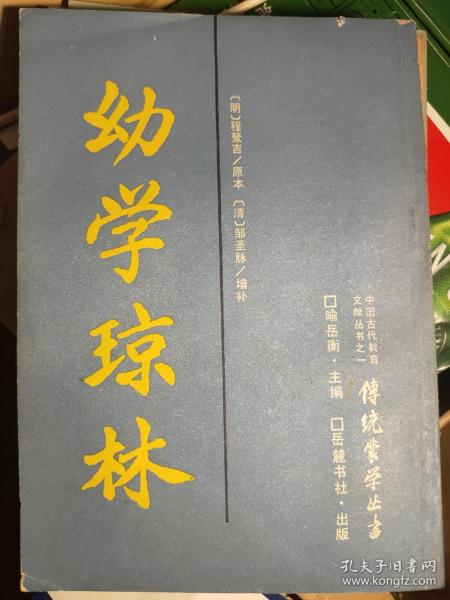 幼学琼林
〔明〕程登吉/原本 〔清〕邹圣脉/增补
中国古代教育
文献丛书之一
傳统蒙学丛書
□喻岳衡·主编 □岳麓书社·出版
孔夫子旧书网
www.kongfz.com